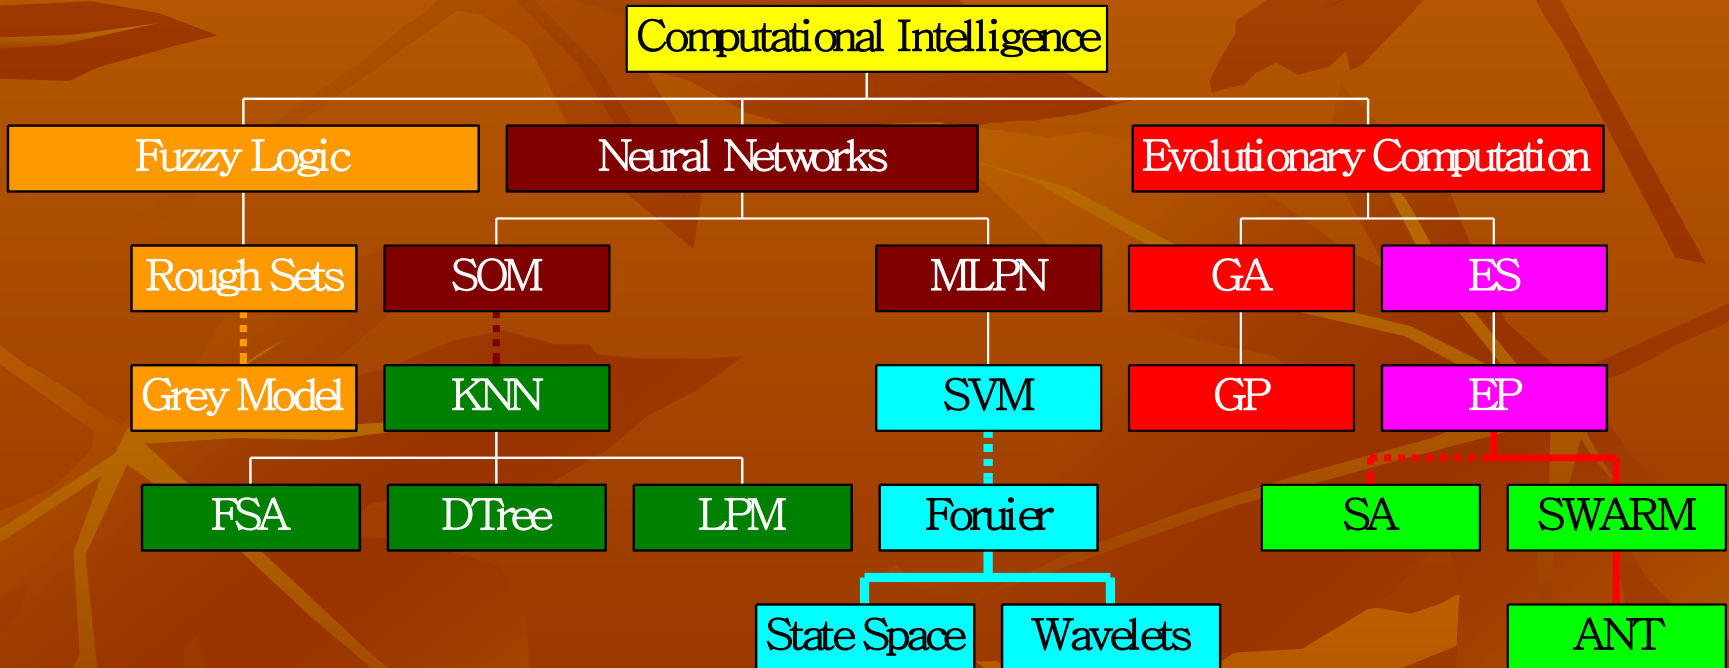 Computational Intelligence
Fuzzy Logic
Neural Networks
Evolutionary Computation
Rough Sets
SOM
MLPN
GA
ES
Grey Model
KNN
SVM
GP
EP
FSA
DTree
LPM
Foruier
SA
SWARM
State Space
Wavelets
ANT